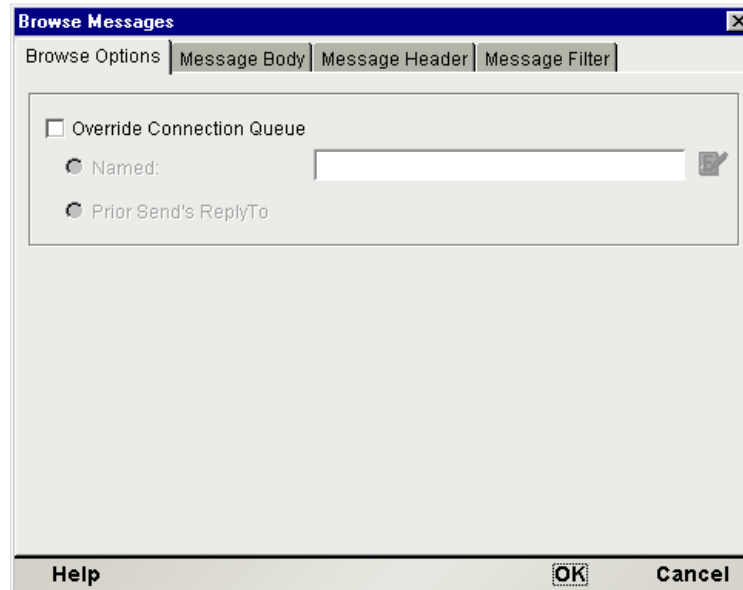 Browse Messages
Browse Options Message Body Message Header Message Filter
Override Connection Queue
Named:
Prior Send's ReplyTo
Help OK Cancel